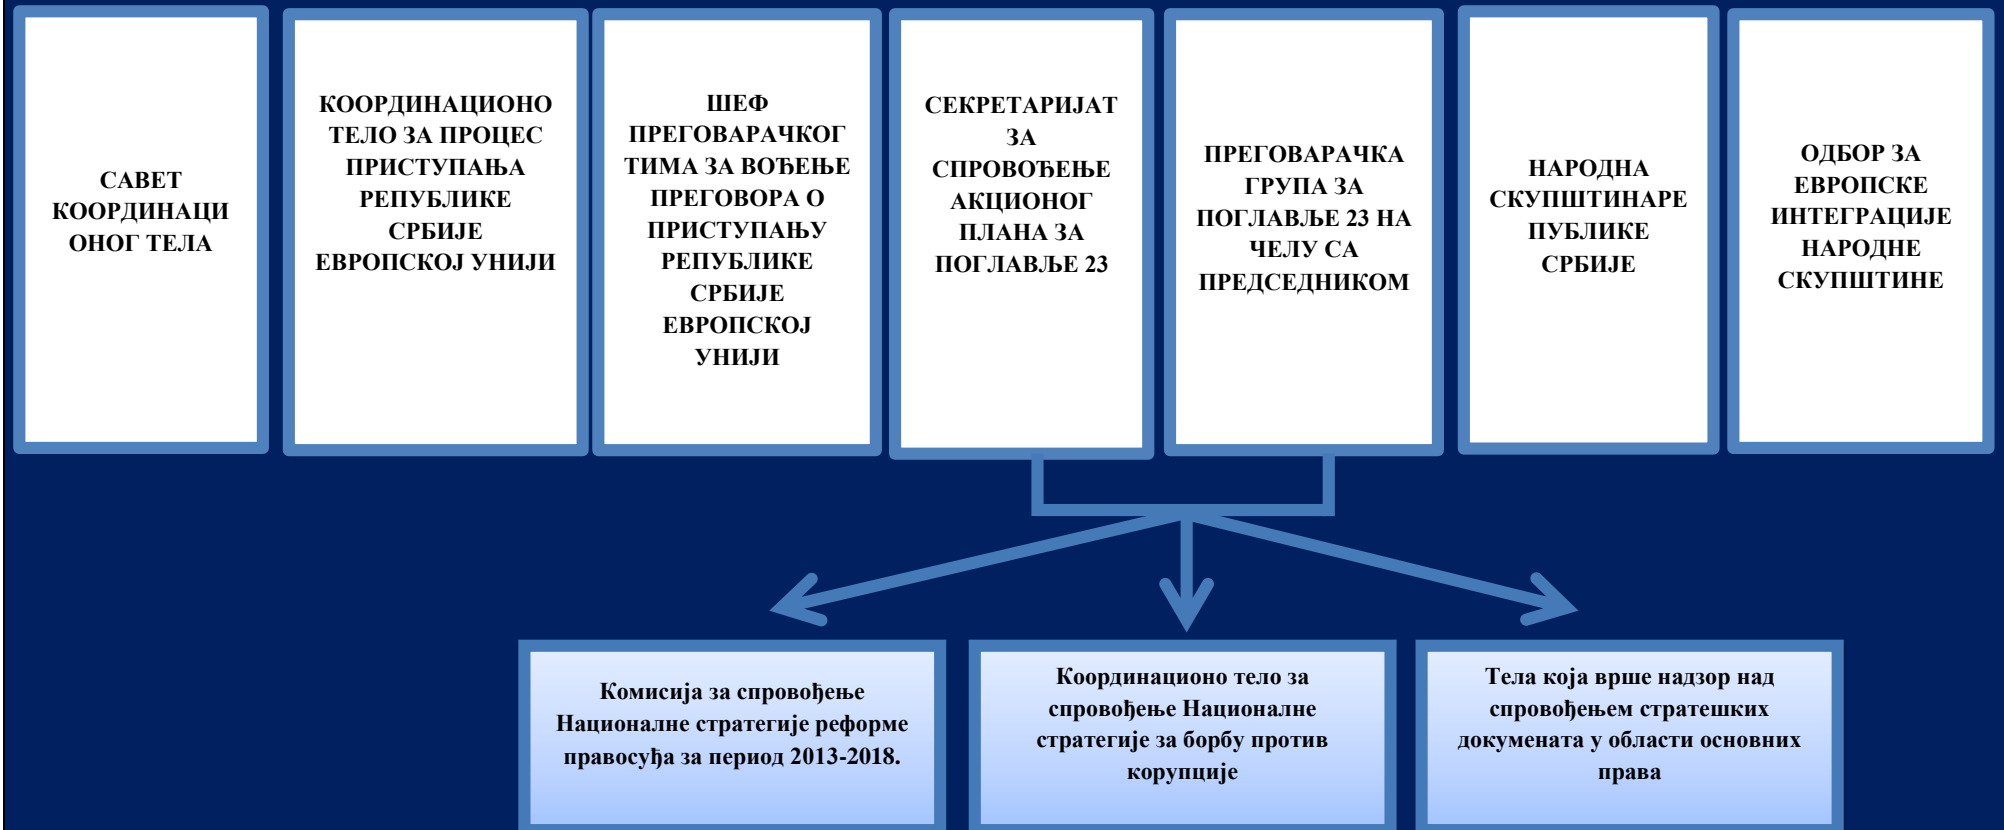 САВЕТ
КООРДИНАЦИ
ОНОГ ТЕЛА
КООРДИНАЦИОНО
ТЕЛО ЗА ПРОЦЕС
ПРИСТУПАЊА
РЕПУБЛИКЕ
СРБИЈЕ
ЕВРОПСКОЈ УНИЈИ
ШЕФ
ПРЕГОВАРАЧКОГ
ТИМА ЗА ВОЂЕЊЕ
ПРЕГОВОРА О
ПРИСТУПАЊУ
РЕПУБЛИКЕ
СРБИЈЕ
ЕВРОПСКОЈ
УНИЈИ
СЕКРЕТАРИЈАТ
ЗА
СПРОВОЂЕЊЕ
АКЦИОНОГ
ПЛАНА ЗА
ПОГЛАВЉЕ 23
ПРЕГОВАРАЧКА
ГРУПА ЗА
ПОГЛАВЉЕ 23 НА
ЧЕЛУ СА
ПРЕДСЕДНИКОМ
НАРОДНА
СКУПШТИНАРЕ
ПУБЛИКЕ
СРБИЈЕ
ОДБОР ЗА
ЕВРОПСКЕ
ИНТЕГРАЦИЈЕ
НАРОДНЕ
СКУПШТИНЕ
Комисија за спровођење
Националне стратегије реформе
правосуђа за период 2013-2018.
Координационо тело за
спровођење Националне
стратегије за борбу против
корупције
Тела која врше надзор над
спровођењем стратешких
докумената у области основних
права